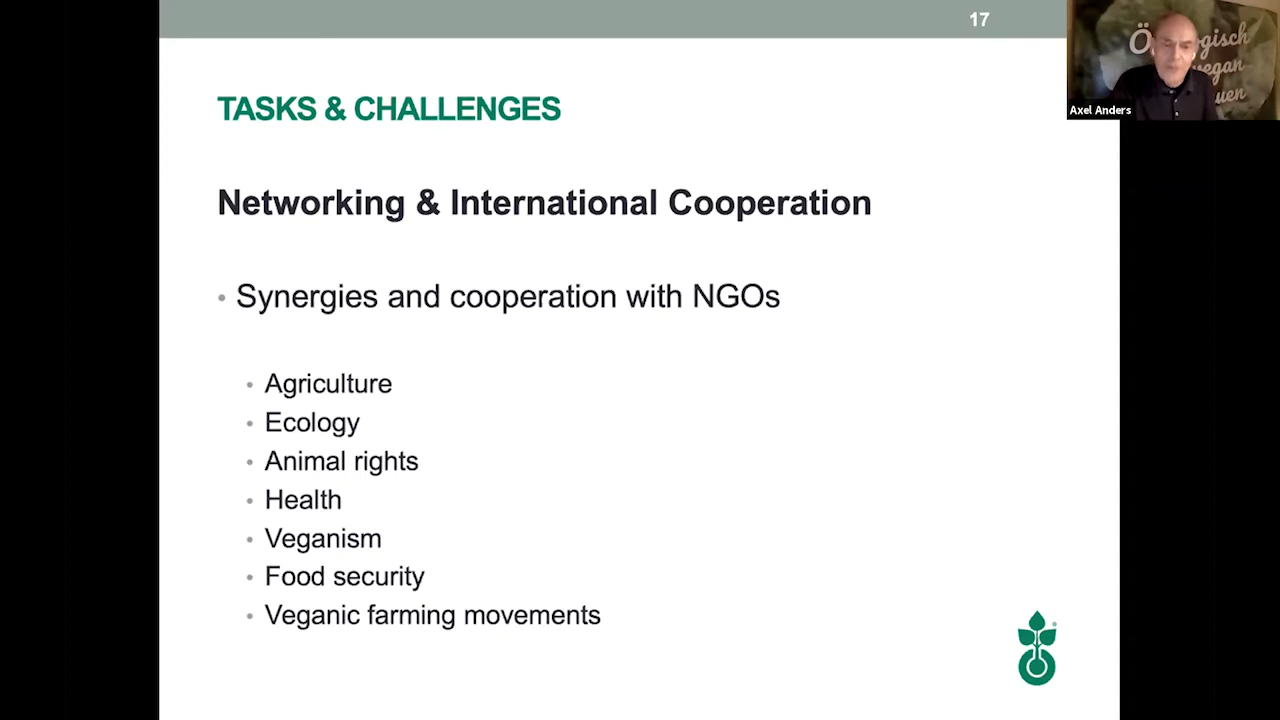 17
TASKS & CHALLENGES
Networking & International Cooperation
• Synergies and cooperation with NGOs
• Agriculture
• Ecology
• Animal rights
• Health
• Veganism
• Food security
• Veganic farming movements
vegan
Axel Anders